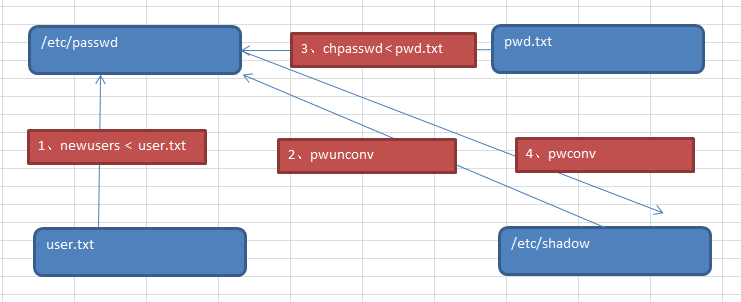 /etc/passwd
3、chpasswd < pwd.txt
pwd.txt
1、newusers < user.txt
2、pwunconv
4、pwconv
user.txt
/etc/shadow